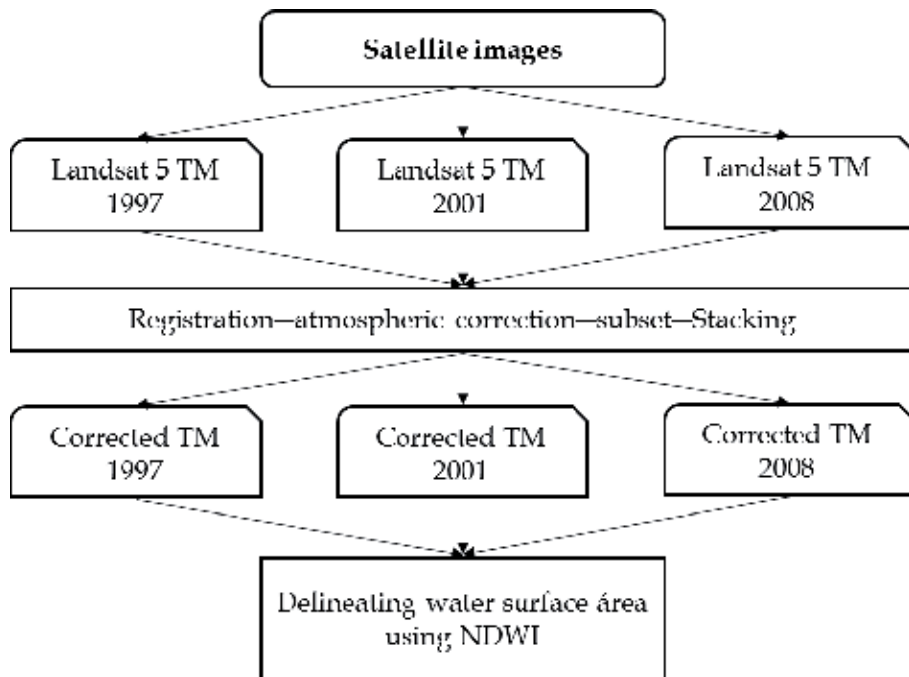 Satellite images
Landsat 5 TM
1997
Landsat 5 TM
2001
Landsat 5 TM
2008
Registration—atmospheric correction—subset—Stacking
Corrected TM
1997
Corrected TM
2001
Corrected TM
2008
Delineating water surface área
using NDWI